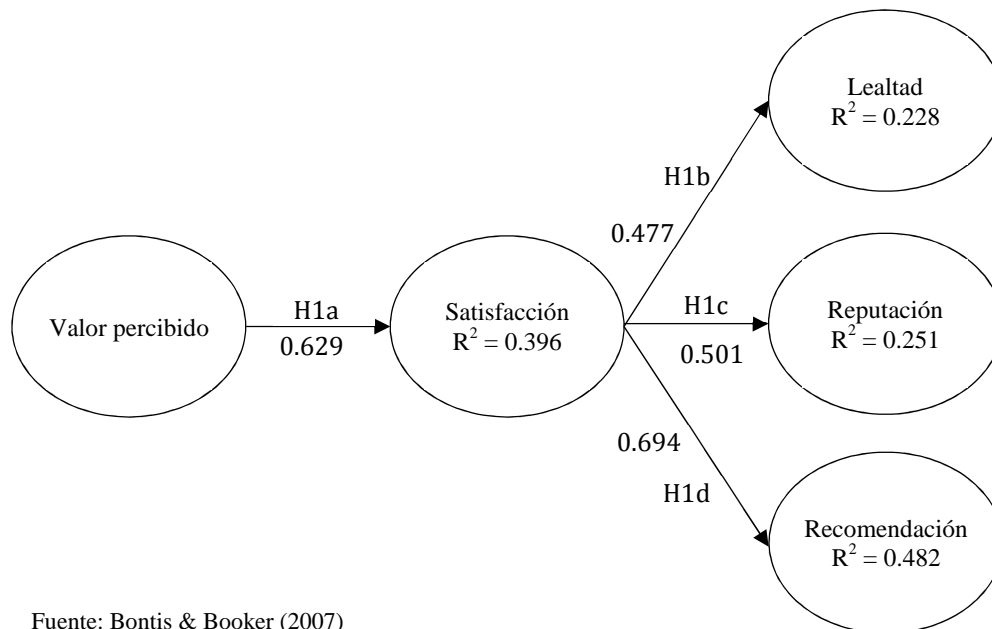 Lealtad
R² = 0.228
H1b
0.477
Valor percibido
H1a
0.629
Satisfacción
R² = 0.396
H1c
0.501
Reputación
R² = 0.251
0.694
H1d
Recomendación
R² = 0.482
Fuente: Bontis & Booker (2007)